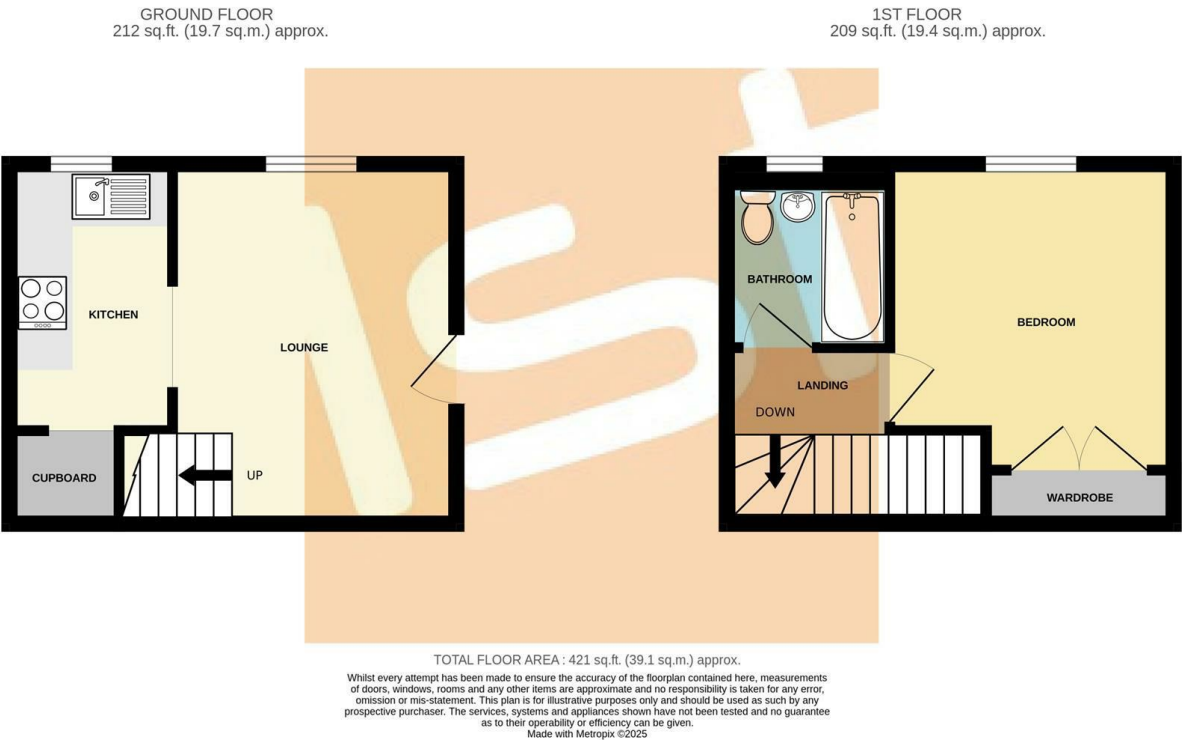 GROUND FLOOR
212 sq.ft. (19.7 sq.m.) approx.
1ST FLOOR
209 sq.ft. (19.4 sq.m.) approx.
KITCHEN
LOUNGE
CUPBOARD
UP
BATHROOM
BEDROOM
LANDING
DOWN
WARDROBE
1st
TOTAL FLOOR AREA : 421 sq.ft. (39.1 sq.m.) approx.
Whilst every attempt has been made to ensure the accuracy of the floorplan contained here, measurements
of doors, windows, rooms and any other items are approximate and no responsibility is taken for any error,
omission or mis-statement. This plan is for illustrative purposes only and should be used as such by any
prospective purchaser. The services, systems and appliances shown have not been tested and no guarantee
as to their operability or efficiency can be given.
Made with Metropix ©2025